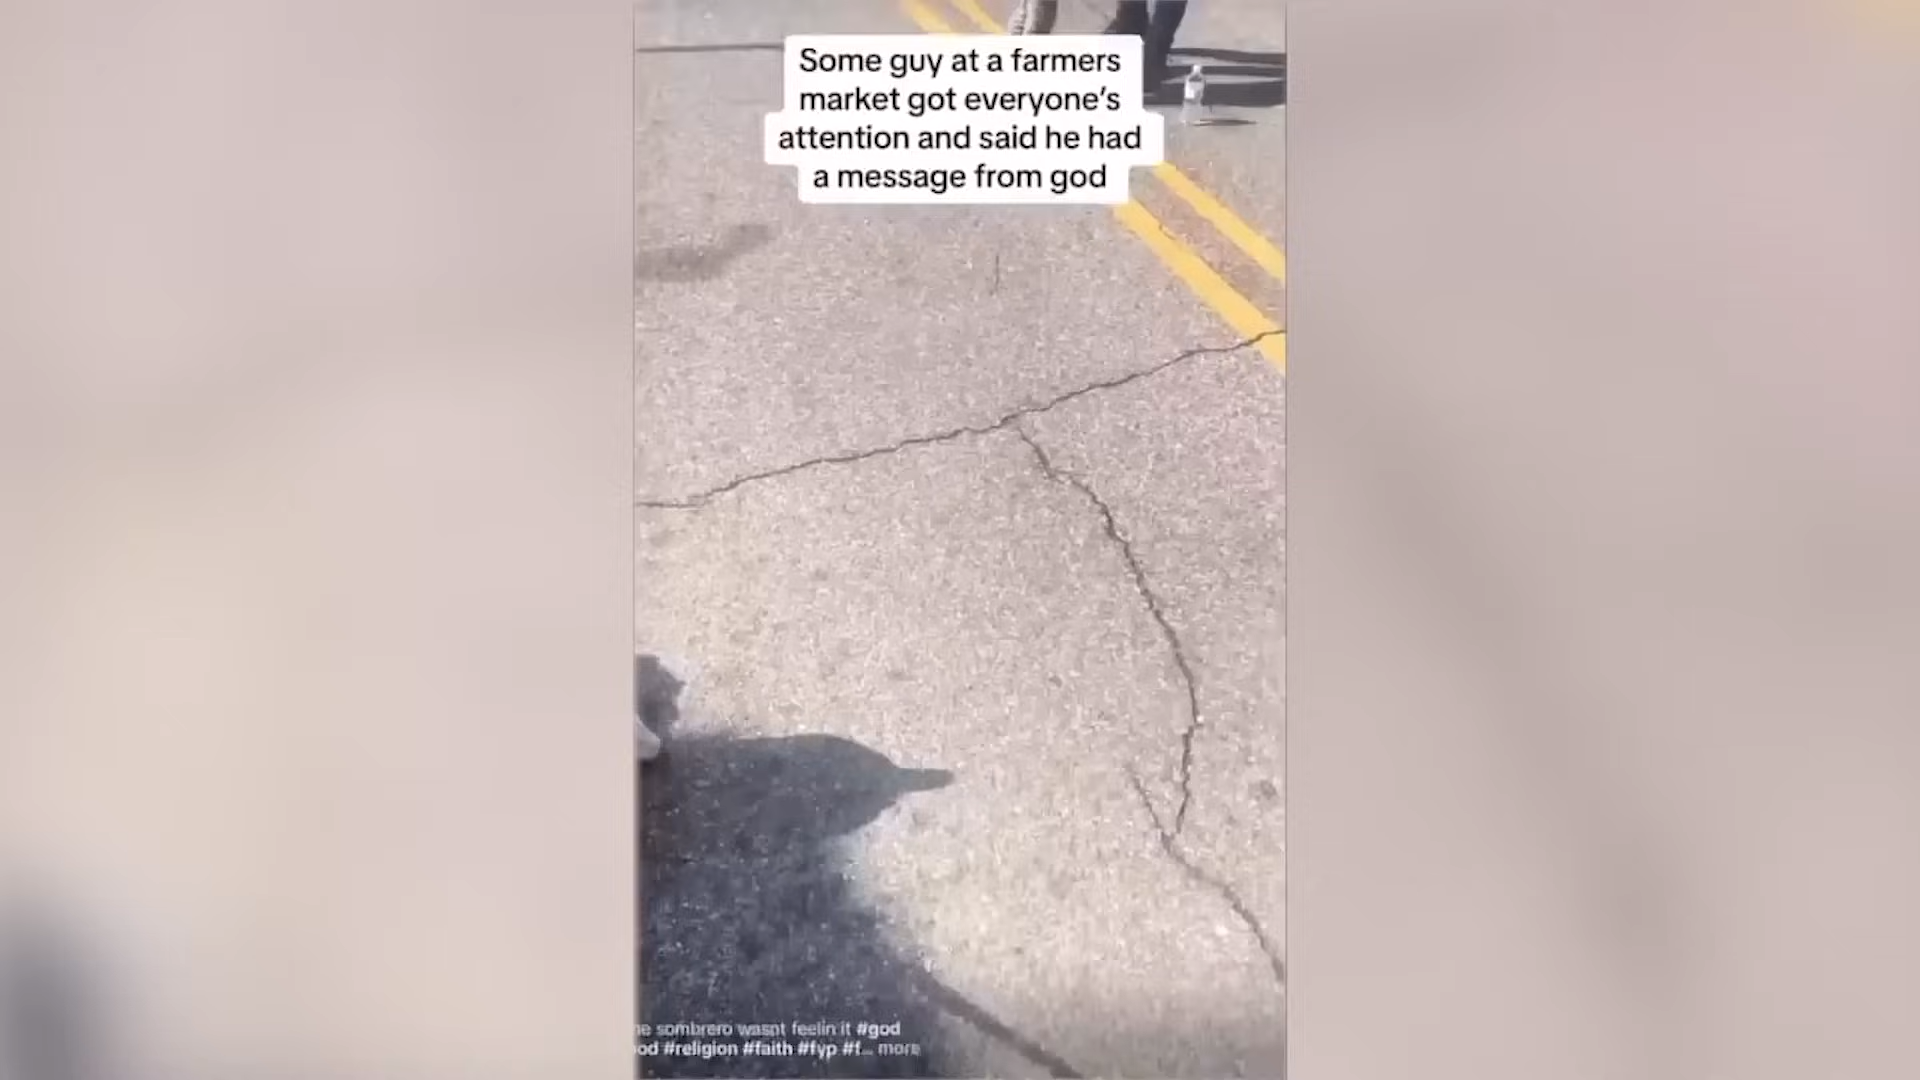 Some guy at a farmers
market got everyone's
attention and said he had
a message from god
sombrero wasnt feelin it #god
#religion #faith #fyp #f... more